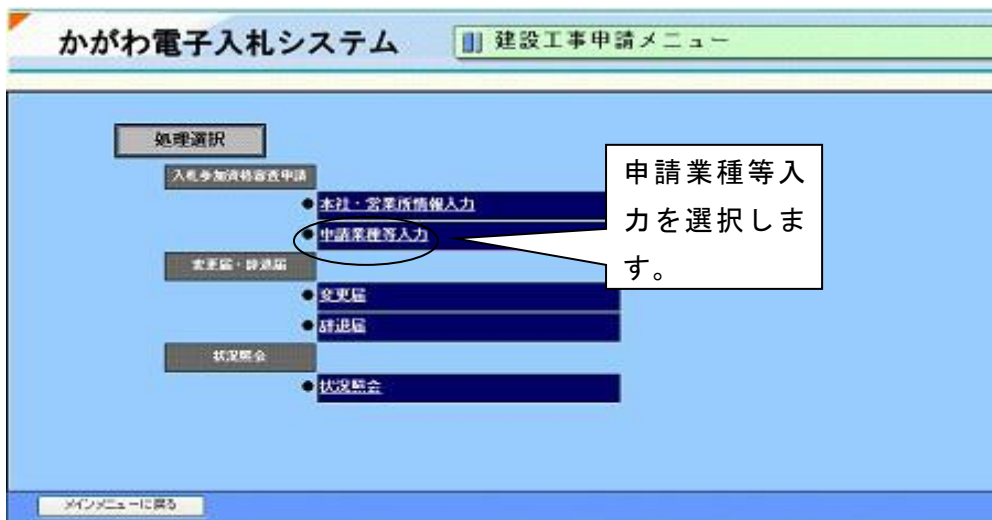 かがわ電子入札システム
建設工事申請メニュー
処理選択
入札参加資格審査申請
本社・営業所情報入力
申請業種等入力
変更届・辞退届
変更届
辞退届
状況照会
状況照会
申請業種等入
力を選択しま
す。
メインメニューに戻る